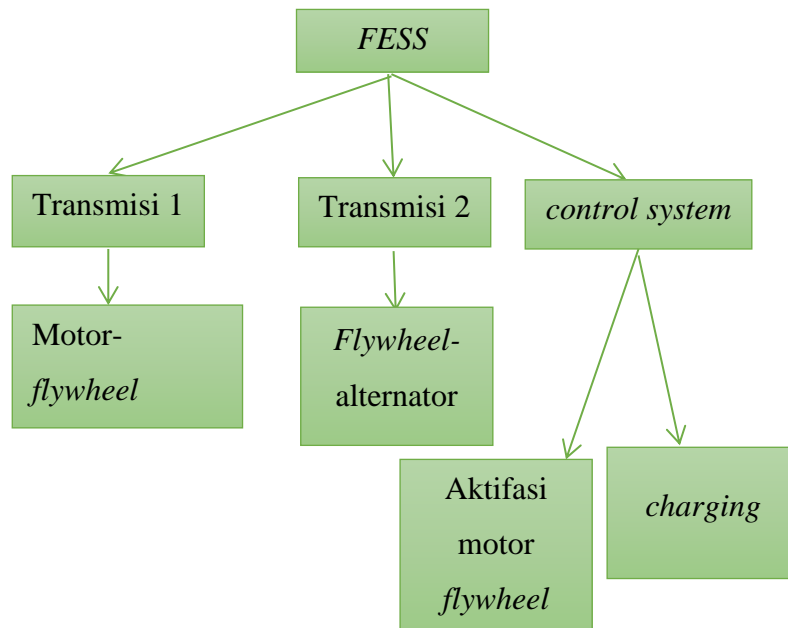 FESS
Transmisi 1
Transmisi 2
control system
Motor-
flywheel
Flywheel-
alternator
Aktifasi
motor
flywheel
charging